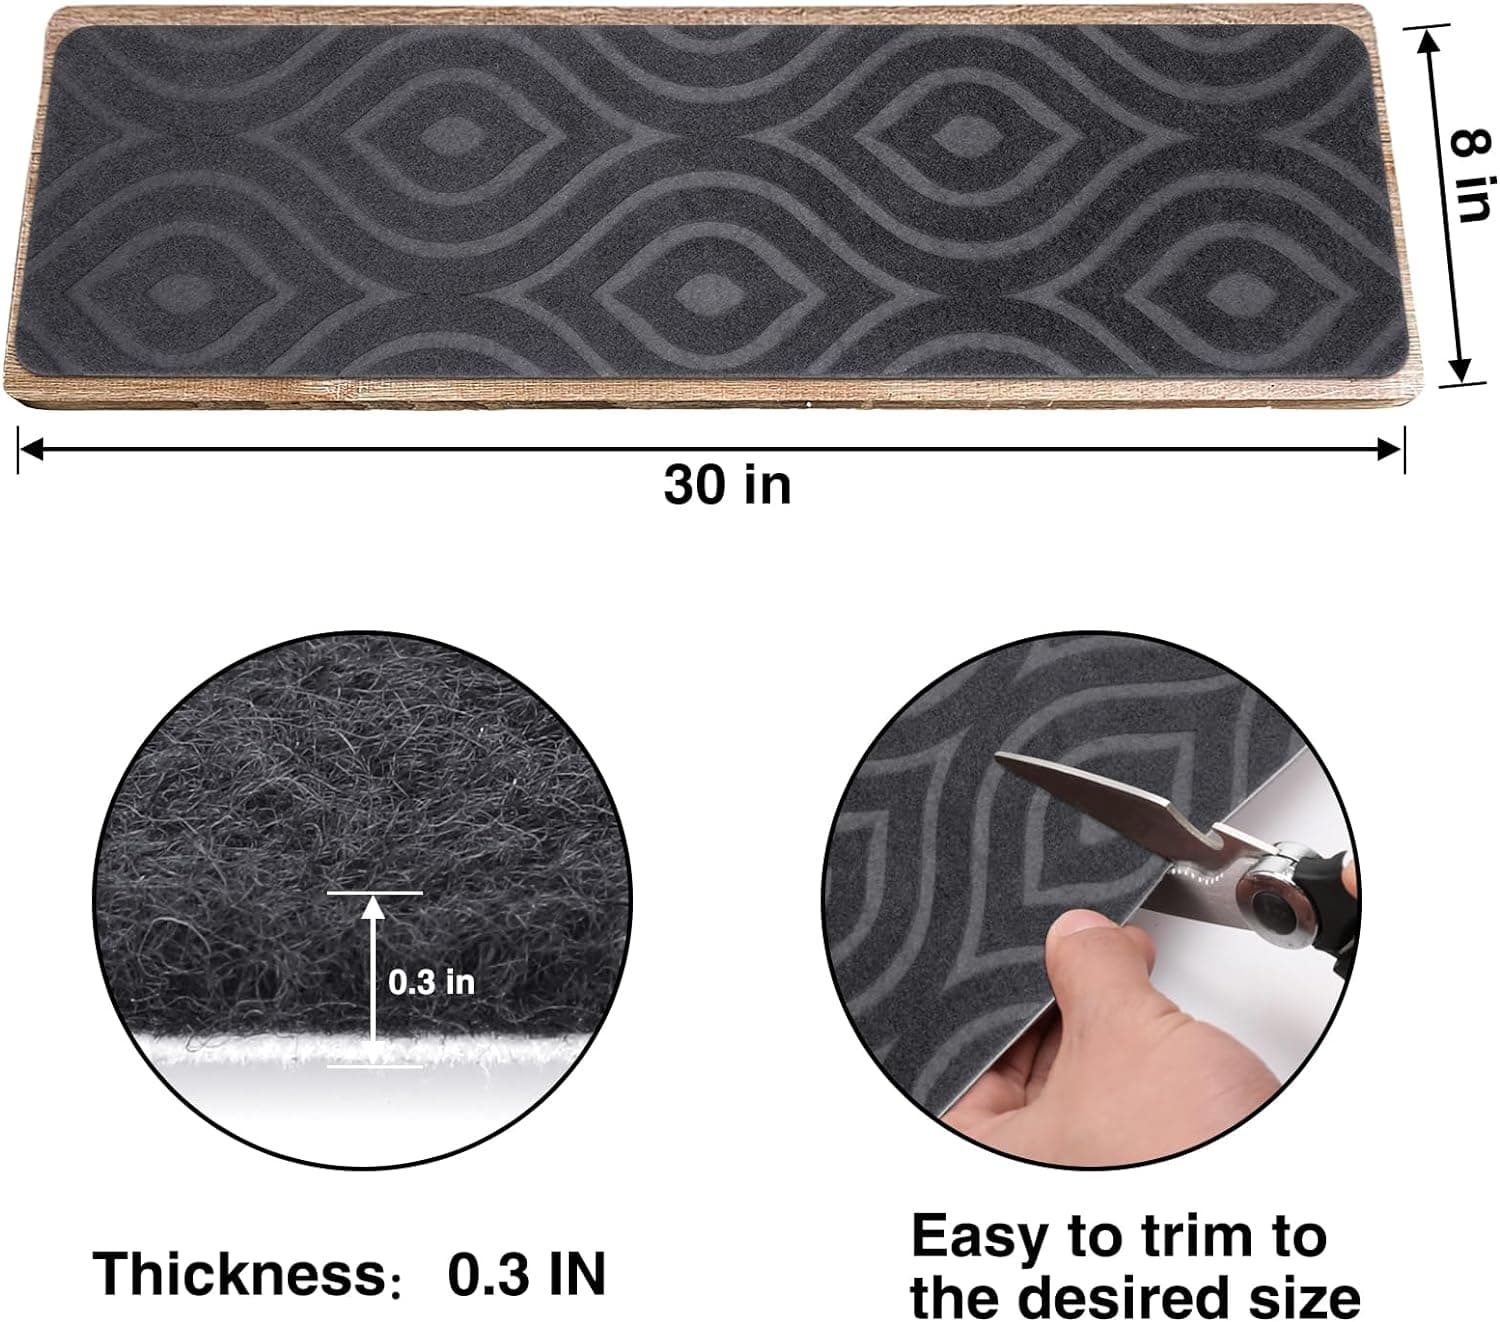 8 in
30 in
0.3 in
Thickness: 0.3 IN
Easy to trim to
the desired size